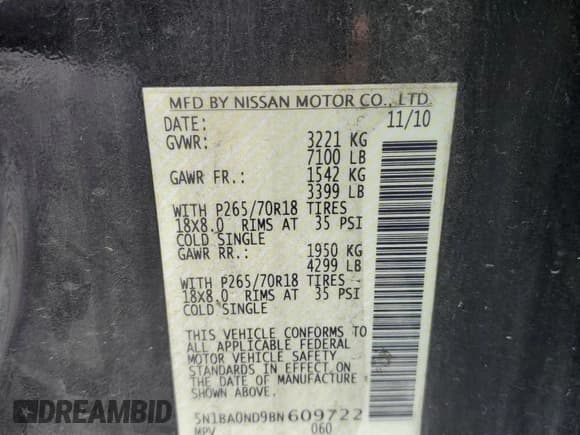 MFD BY NISSAN MOTOR CO., LTD.
DATE: 11/10
GVWR: 3221 KG
7100 LB
GAWR FR.: 1542 KG
3399 LB
WITH P265/70R18 TIRES
18x8.0 RIMS AT 35 PSI
COLD SINGLE
GAWR RR.: 1950 KG
4299 LB
WITH P265/70R18 TIRES
18x8.0 RIMS AT 35 PSI
COLD SINGLE
THIS VEHICLE CONFORMS TO
ALL APPLICABLE FEDERAL
MOTOR VEHICLE SAFETY
STANDARDS IN EFFECT ON
THE DATE OF MANUFACTURE
SHOWN ABOVE.
5N1BA0ND9BN609722
MPV 060
DREAMBID